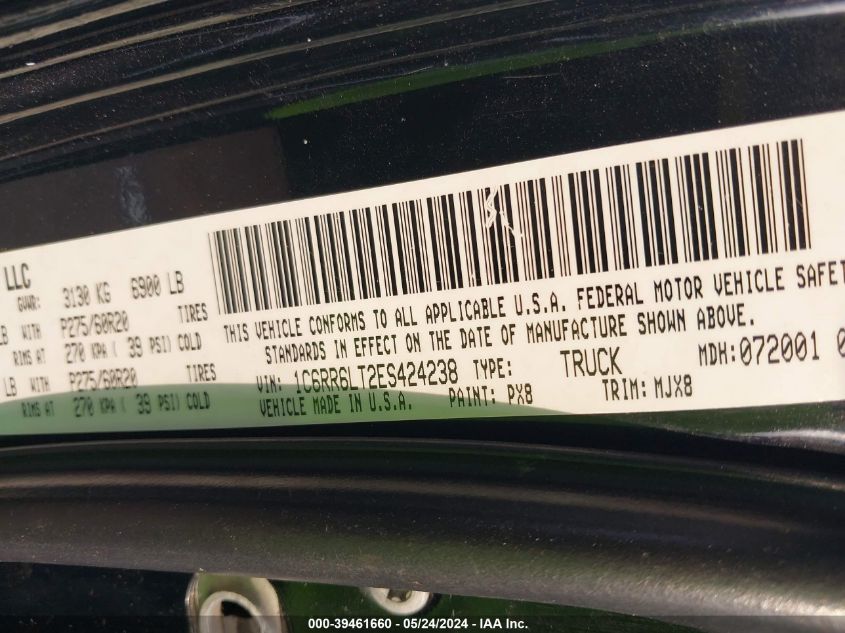 LLC
GVWR: 3130 KG 6900 LB
LB WITH P275/60R20 TIRES
RIMS AT 270 KPA ( 39 PSI) COLD
LB WITH P275/60R20 TIRES
RIMS AT 270 KPA ( 39 PSI) COLD
THIS VEHICLE CONFORMS TO ALL APPLICABLE U.S.A. FEDERAL MOTOR VEHICLE SAFET
STANDARDS IN EFFECT ON THE DATE OF MANUFACTURE SHOWN ABOVE.
VIN: 1C6RR6LT2ES424238 TYPE: TRUCK MDH:072001 0
VEHICLE MADE IN U.S.A. PAINT: PX8 TRIM: MJX8
000-39461660 — 05/24/2024 — IAA Inc.